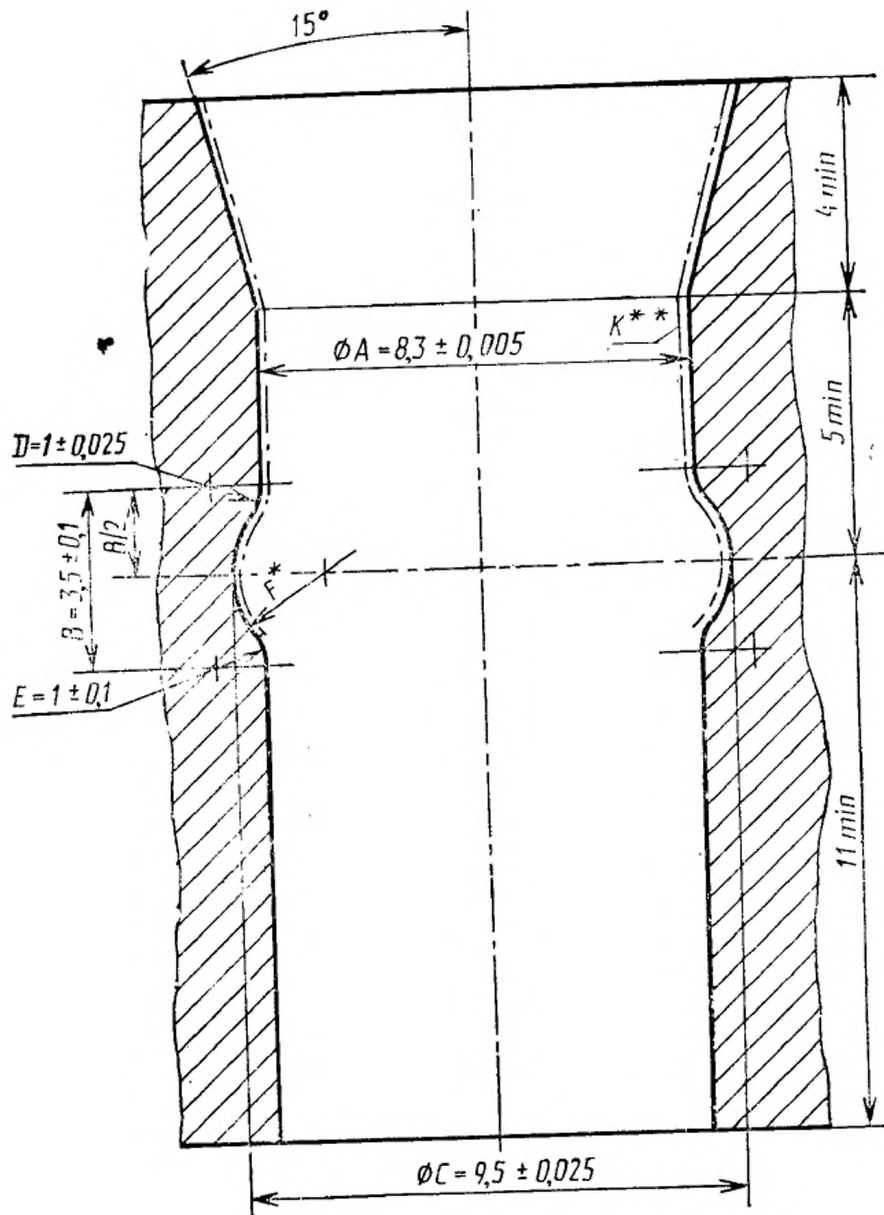 15°
4 min
K**
ØA = 8,3 ± 0,005
5 min
D=1 ± 0,025
B/2
B = 3,5 ± 0,1
F*
E = 1 ± 0,1
11 min
ØC = 9,5 ± 0,025